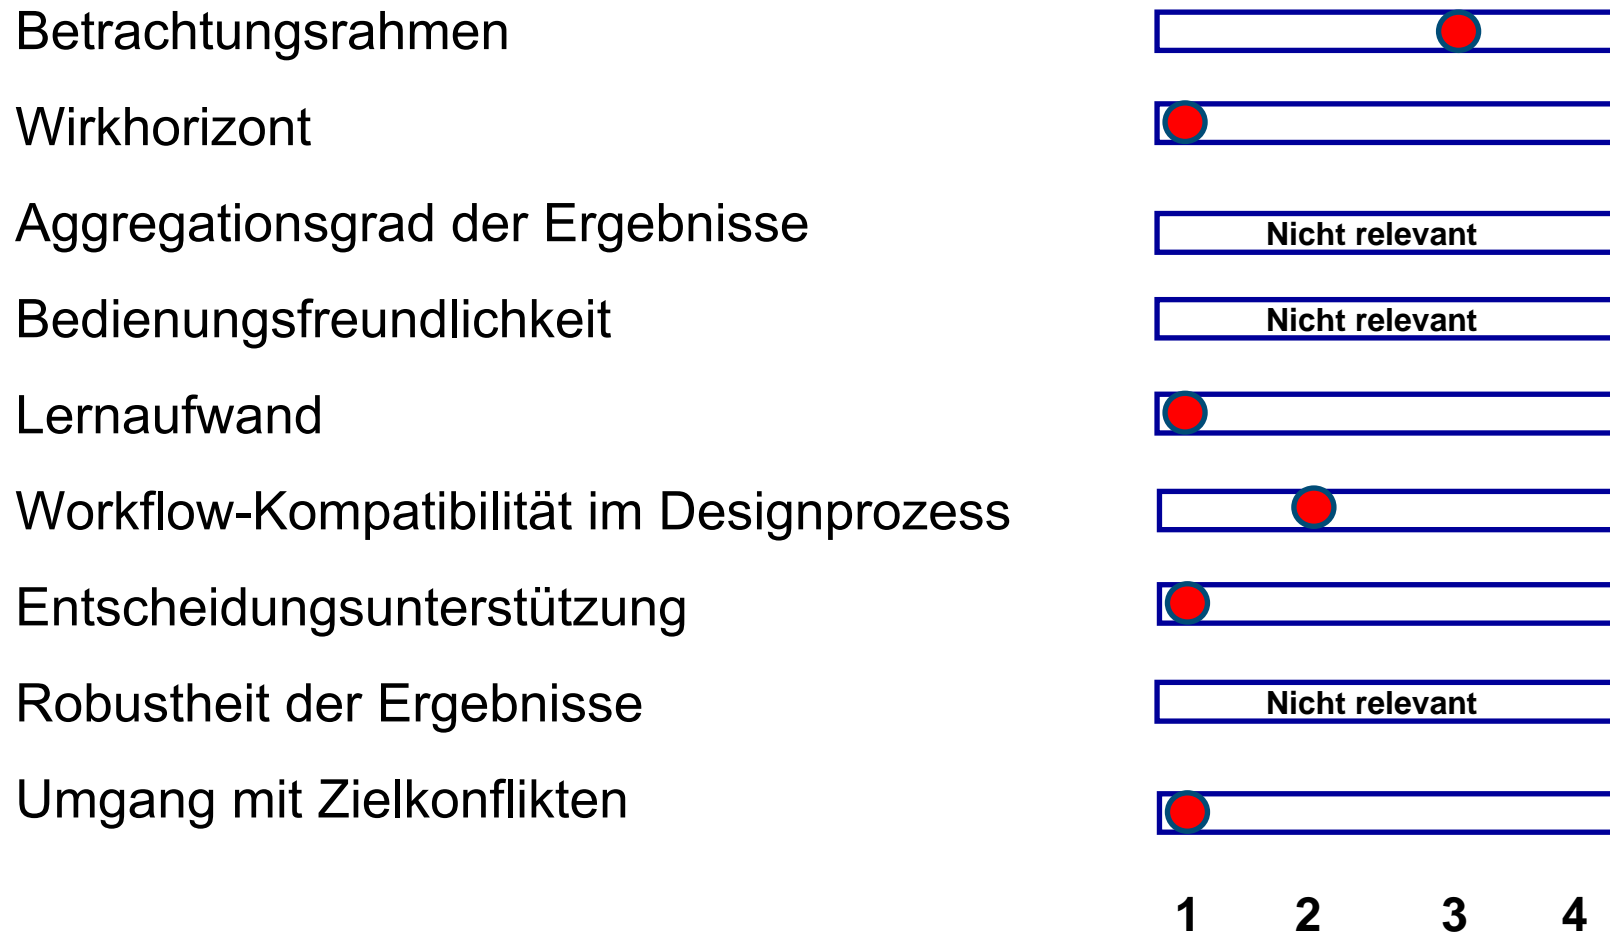 Betrachtungsrahmen
Wirkhorizont
Aggregationsgrad der Ergebnisse
Nicht relevant
Bedienungsfreundlichkeit
Nicht relevant
Lernaufwand
Workflow-Kompatibilität im Designprozess
Entscheidungsunterstützung
Robustheit der Ergebnisse
Nicht relevant
Umgang mit Zielkonflikten
1 2 3 4